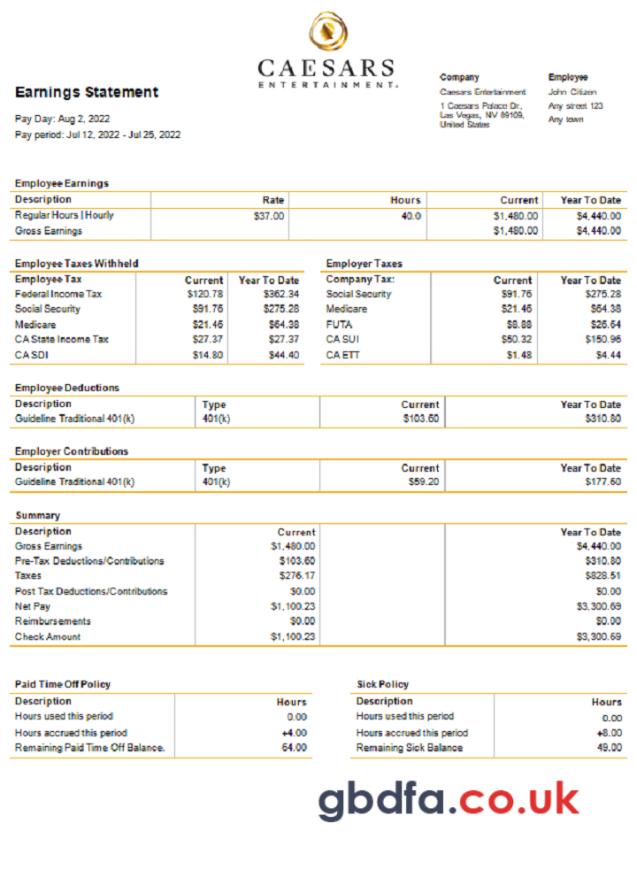 CAESARS
ENTERTAINMENT.
Earnings Statement
Pay Day: Aug 2, 2022
Pay period: Jul 12, 2022 - Jul 25, 2022
Company
Caesars Entertainment
1 Caesars Palace Dr,
Las Vegas, NV 89109,
United States
Employee
John Citizen
Any street 123
Any town
Employee Earnings
Description Rate Hours Current Year To Date
Regular Hours | Hourly $37.00 40.0 $1,480.00 $4,440.00
Gross Earnings $1,480.00 $4,440.00
Employee Taxes Withheld
Employee Tax Current Year To Date
Federal Income Tax $120.78 $362.34
Social Security $91.76 $275.28
Medicare $21.46 $64.38
CA State Income Tax $27.37 $27.37
CA SDI $14.80 $44.40
Employer Taxes
Company Tax: Current Year To Date
Social Security $91.76 $275.28
Medicare $21.46 $64.38
FUTA $8.88 $26.64
CA SUI $50.32 $150.96
CA ETT $1.48 $4.44
Employee Deductions
Description Type Current Year To Date
Guideline Traditional 401(k) 401(k) $103.60 $310.80
Employer Contributions
Description Type Current Year To Date
Guideline Traditional 401(k) 401(k) $59.20 $177.60
Summary
Description Current Year To Date
Gross Earnings $1,480.00 $4,440.00
Pre-Tax Deductions/Contributions $103.60 $310.80
Taxes $276.17 $828.51
Post Tax Deductions/Contributions $0.00 $0.00
Net Pay $1,100.23 $3,300.69
Reimbursements $0.00 $0.00
Check Amount $1,100.23 $3,300.69
Paid Time Off Policy
Description Hours
Hours used this period 0.00
Hours accrued this period +4.00
Remaining Paid Time Off Balance. 64.00
Sick Policy
Description Hours
Hours used this period 0.00
Hours accrued this period +8.00
Remaining Sick Balance 49.00
gbdfa.co.uk